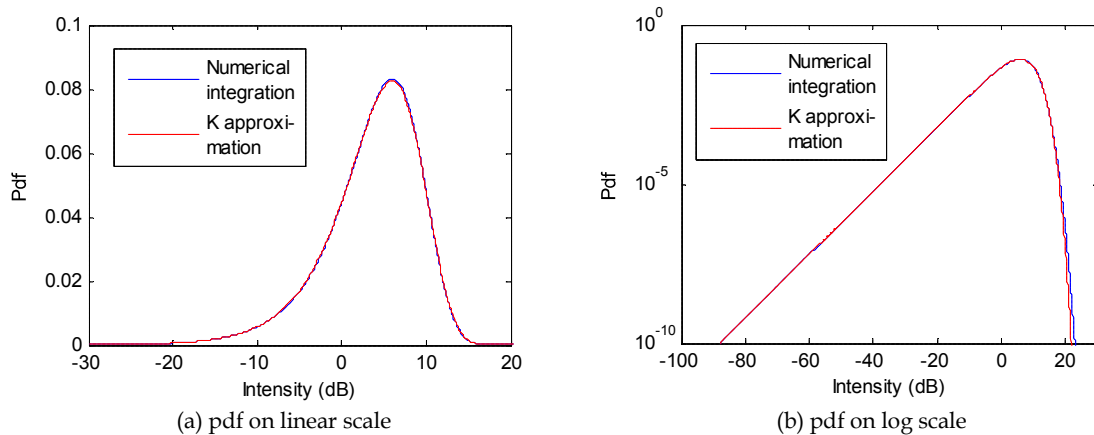 0.1
0.08
0.06
0.04
0.02
0
-30
-20
-10
0
10
20
Pdf
Intensity (dB)
Numerical
integration
K approxi-
mation
(a) pdf on linear scale
10^0
10^-5
10^-10
-100
-80
-60
-40
-20
0
20
Pdf
Intensity (dB)
Numerical
integration
K approxi-
mation
(b) pdf on log scale